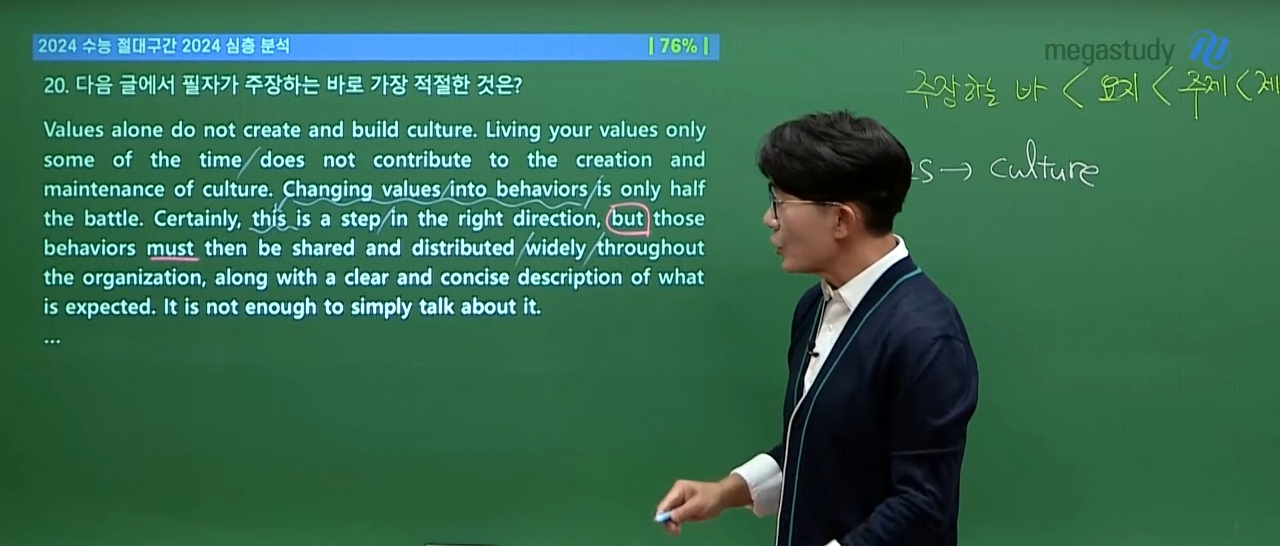 2024 수능 절대구간 2024 심층 분석
| 76% |
megastudy
20. 다음 글에서 필자가 주장하는 바로 가장 적절한 것은?
주장하는 바 < 요지 < 주제 < 제
Values alone do not create and build culture. Living your values only
some of the time does not contribute to the creation and
maintenance of culture. Changing values into behaviors is only half
the battle. Certainly, this is a step in the right direction, but those
behaviors must then be shared and distributed widely throughout
the organization, along with a clear and concise description of what
is expected. It is not enough to simply talk about it.
...
es → culture